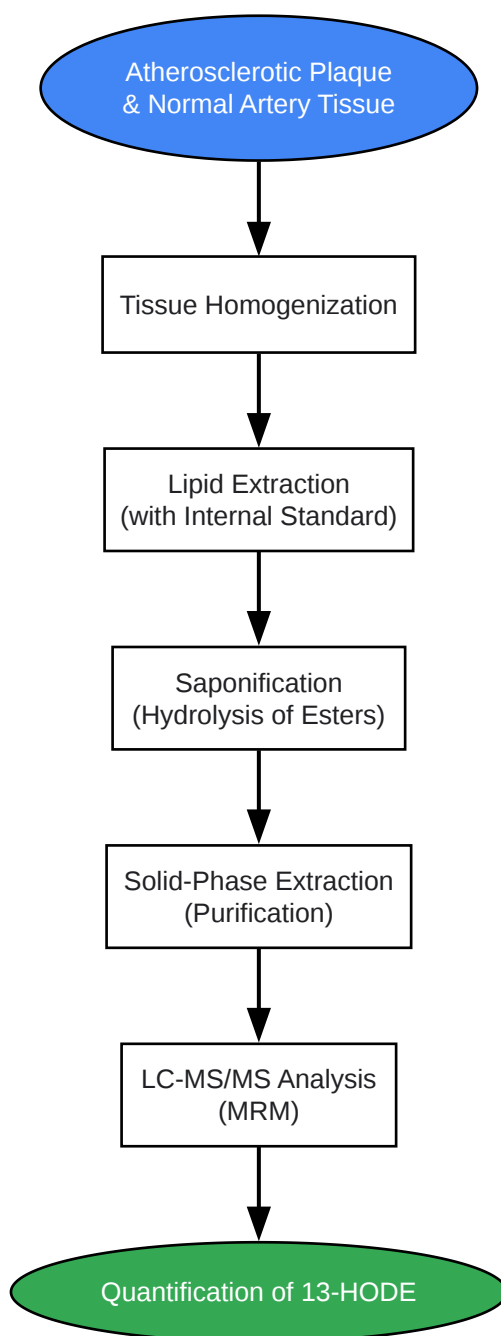 Atherosclerotic Plaque
& Normal Artery Tissue
Tissue Homogenization
Lipid Extraction
(with Internal Standard)
Saponification
(Hydrolysis of Esters)
Solid-Phase Extraction
(Purification)
LC-MS/MS Analysis
(MRM)
Quantification of 13-HODE